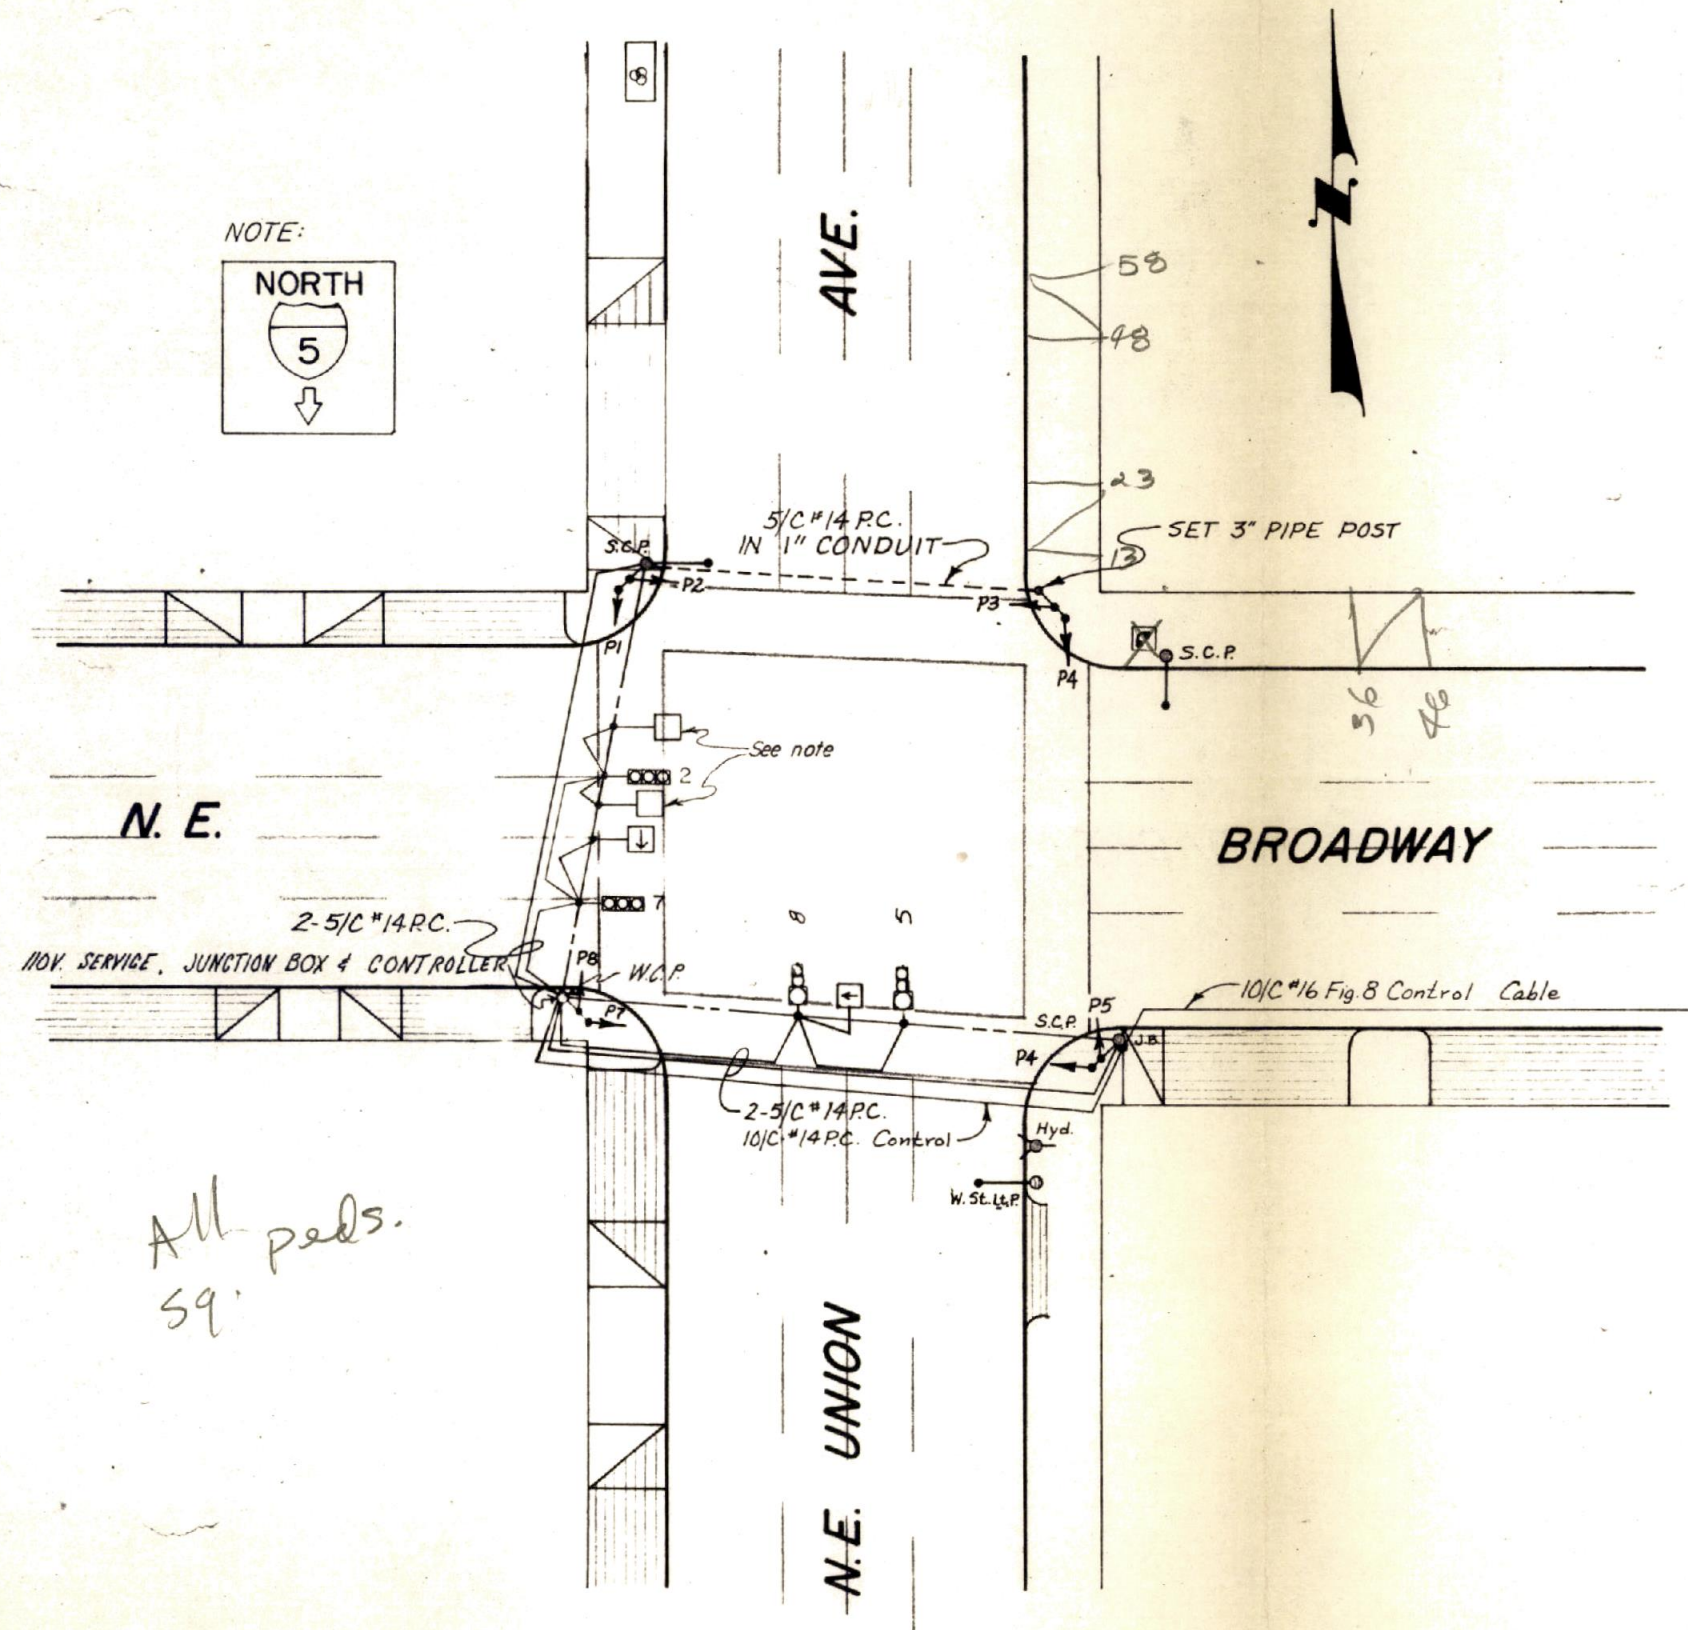 NOTE:
NORTH
5
AVE.
58
48
23
13
5/C #14 P.C.
IN 1" CONDUIT
SET 3" PIPE POST
S.C.P.
P2
P1
P3
P4
S.C.P.
36
46
See note
2
7
N. E.
BROADWAY
2-5/C #14 P.C.
110V. SERVICE, JUNCTION BOX & CONTROLLER
P8
W.C.P.
P7
8
5
10/C #16 Fig.8 Control Cable
P5
S.C.P.
J.B.
P4
2-5/C #14 P.C.
10/C #14 P.C. Control
Hyd.
W. St. Lt. P.
All peds.
59
N.E. UNION